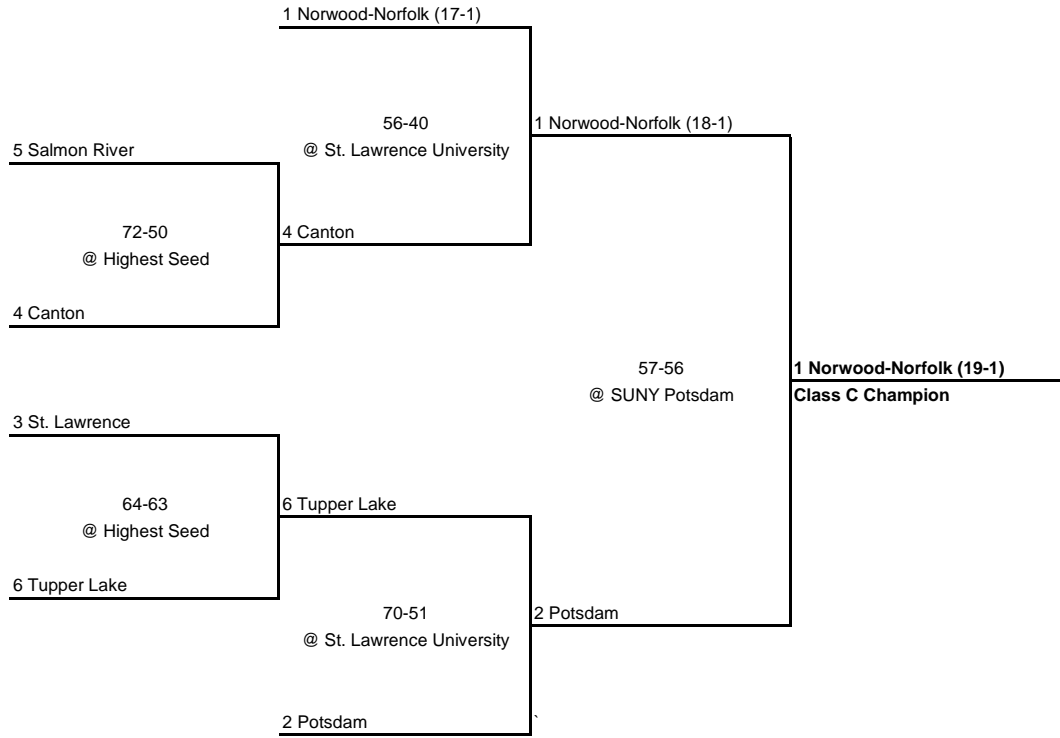 1 Norwood-Norfolk (17-1)
56-40
@ St. Lawrence University
1 Norwood-Norfolk (18-1)
5 Salmon River
72-50
@ Highest Seed
4 Canton
4 Canton
57-56
@ SUNY Potsdam
1 Norwood-Norfolk (19-1)
Class C Champion
3 St. Lawrence
64-63
@ Highest Seed
6 Tupper Lake
6 Tupper Lake
70-51
@ St. Lawrence University
2 Potsdam
2 Potsdam
`